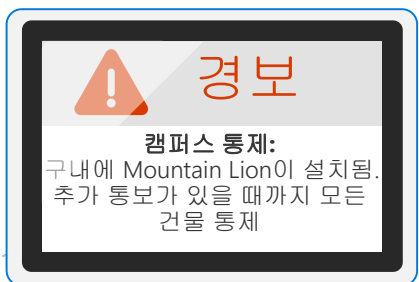 경보
캠퍼스 통제:
구내에 Mountain Lion이 설치됨.
추가 통보가 있을 때까지 모든
건물 통제